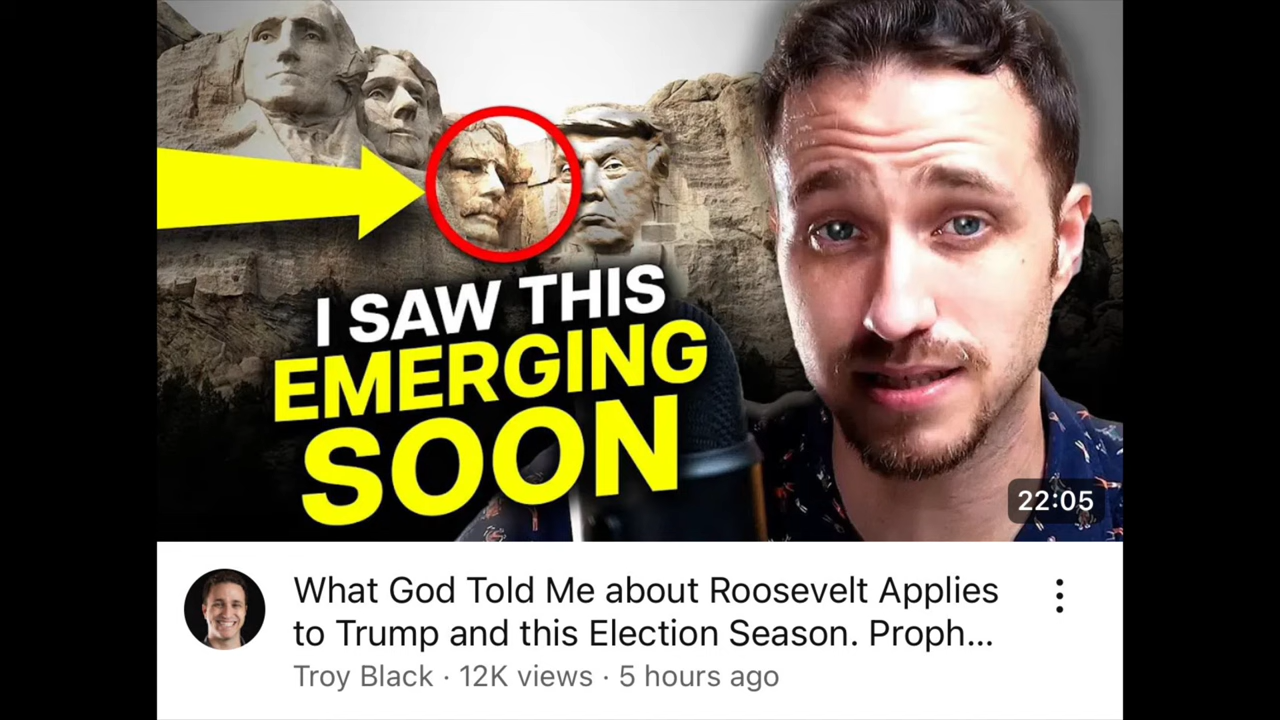 I SAW THIS
EMERGING
SOON
22:05
What God Told Me about Roosevelt Applies
to Trump and this Election Season. Proph...
Troy Black · 12K views · 5 hours ago